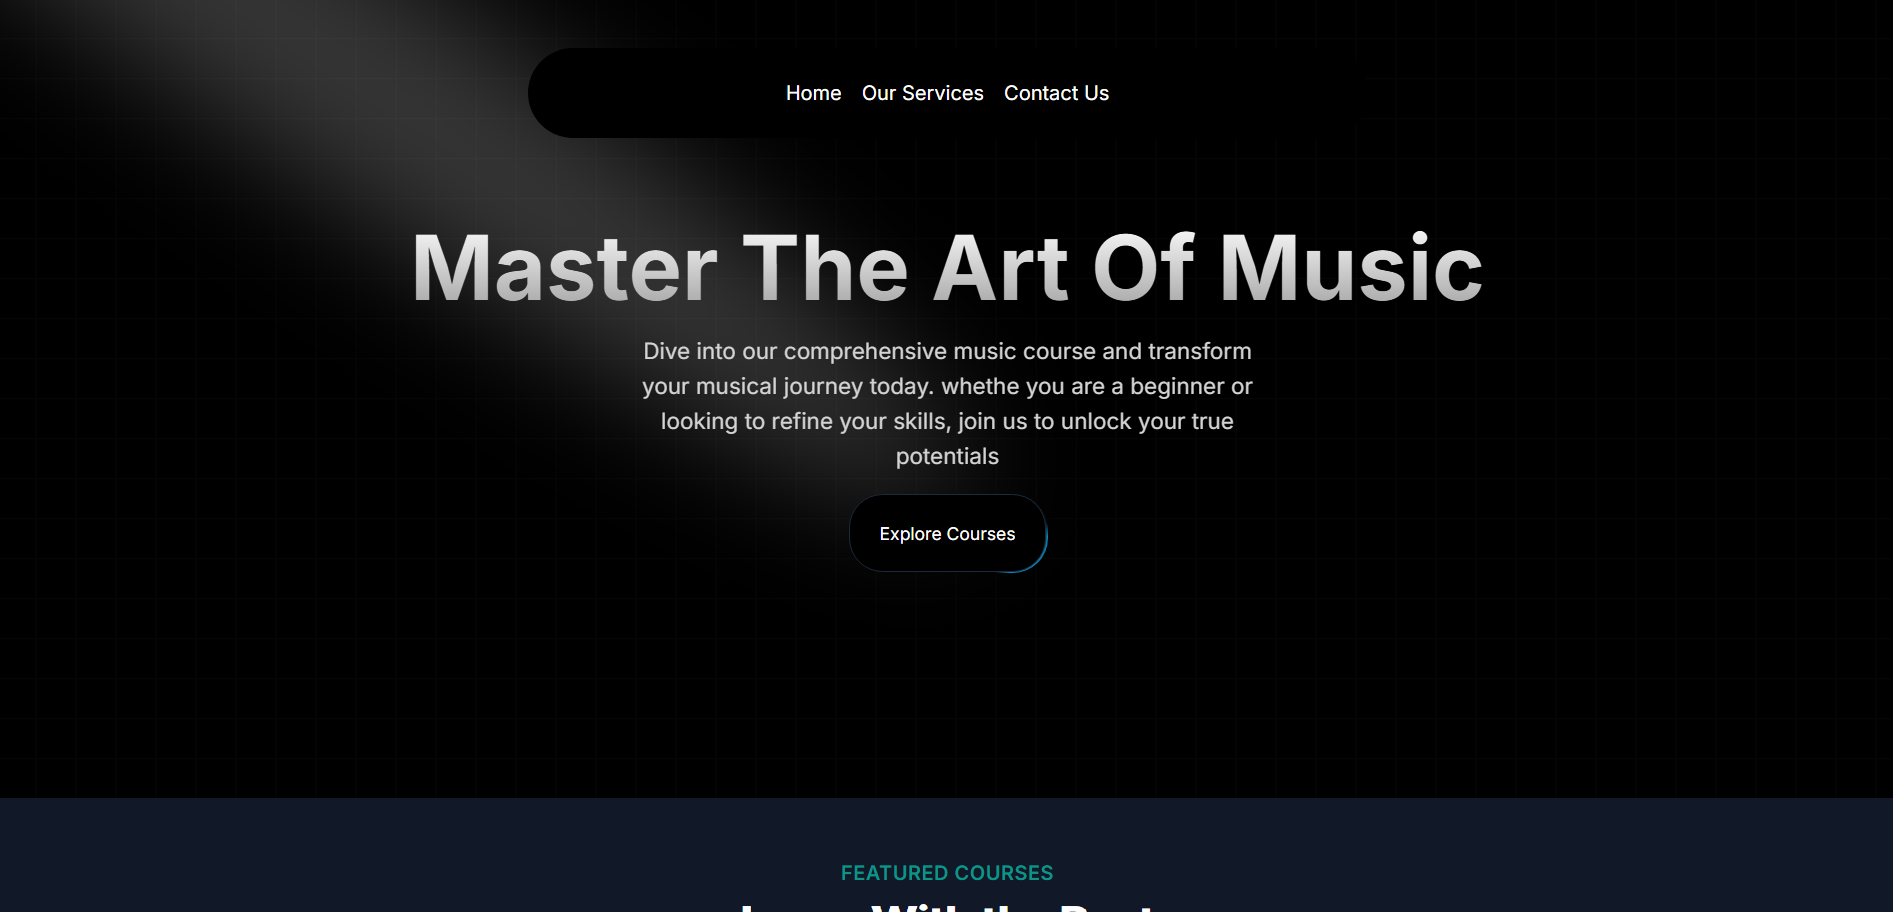 Home Our Services Contact Us
Master The Art Of Music
Dive into our comprehensive music course and transform
your musical journey today. whethe you are a beginner or
looking to refine your skills, join us to unlock your true
potentials
Explore Courses
FEATURED COURSES
With the